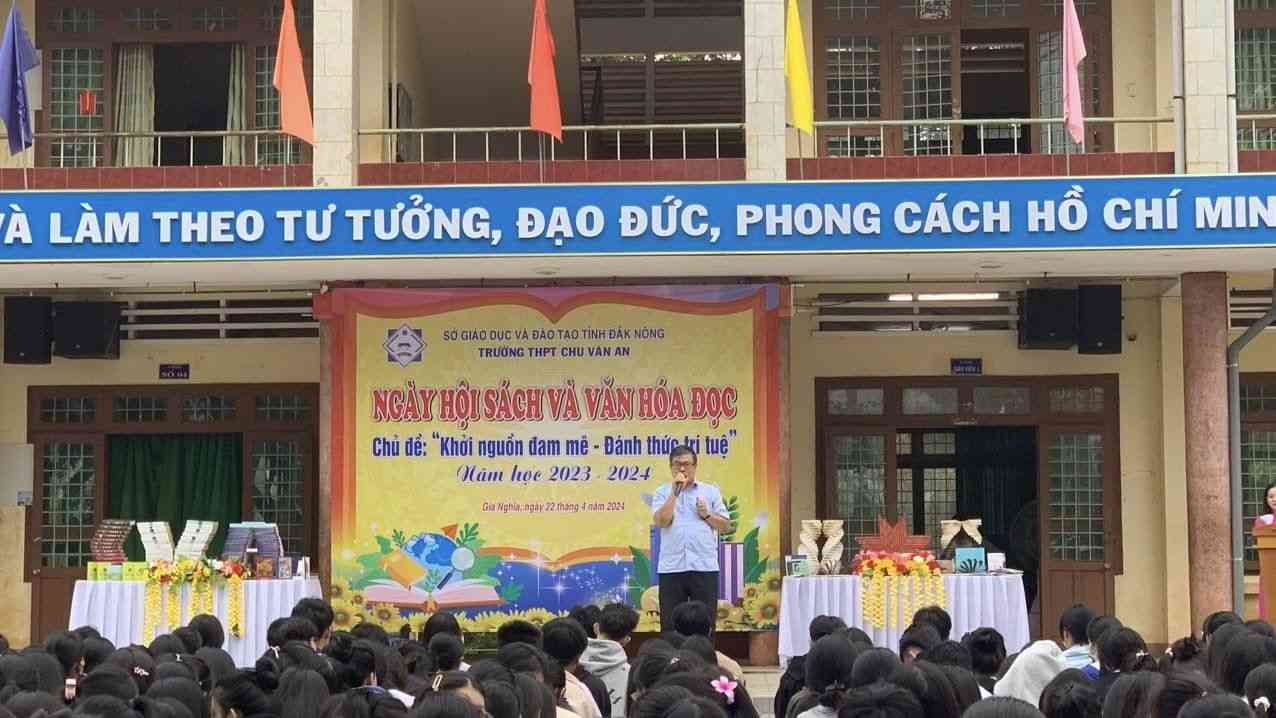 VÀ LÀM THEO TƯ TƯỞNG, ĐẠO ĐỨC, PHONG CÁCH HỒ CHÍ MIN
SỞ GIÁO DỤC VÀ ĐÀO TẠO TỈNH ĐẮK NÔNG
TRƯỜNG THPT CHU VĂN AN
NGÀY HỘI SÁCH VÀ VĂN HÓA ĐỌC
Chủ đề: "Khởi nguồn đam mê - Đánh thức trí tuệ"
Năm học 2023 - 2024
Gia Nghĩa, ngày 22 tháng 4 năm 2024